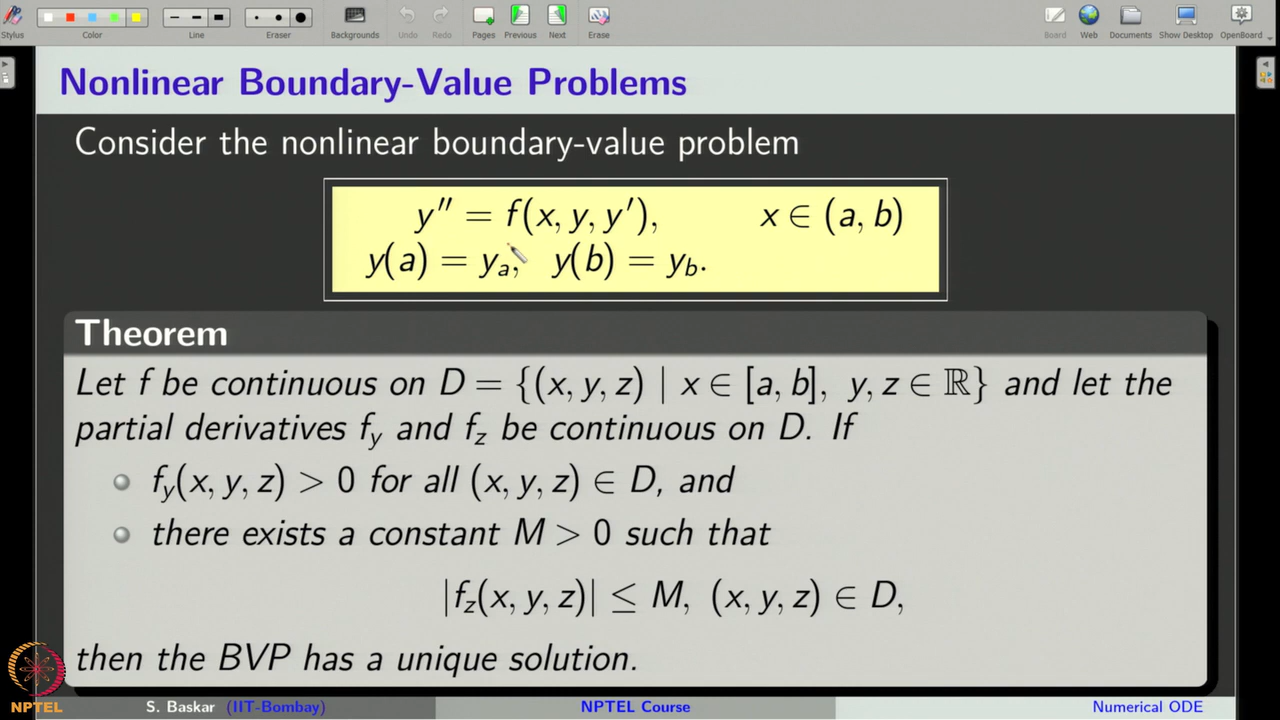 Stylus
Color
Line
Eraser
Backgrounds
Undo
Redo
Pages
Previous
Next
Erase
Board
Web
Documents
Show Desktop
OpenBoard
Nonlinear Boundary-Value Problems
Consider the nonlinear boundary-value problem
y″ = f(x, y, y′), x ∈ (a, b)
y(a) = yₐ, y(b) = y_b.
Theorem
Let f be continuous on D = {(x, y, z) | x ∈ [a, b], y, z ∈ ℝ} and let the
partial derivatives f_y and f_z be continuous on D. If
f_y(x, y, z) > 0 for all (x, y, z) ∈ D, and
there exists a constant M > 0 such that
|f_z(x, y, z)| ≤ M, (x, y, z) ∈ D,
then the BVP has a unique solution.
NPTEL
S. Baskar (IIT-Bombay)
NPTEL Course
Numerical ODE